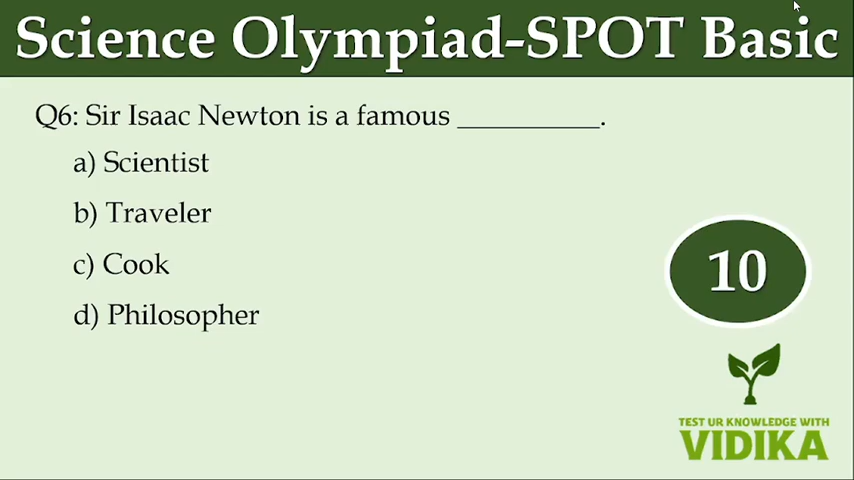 Science Olympiad-SPOT Basic
Q6: Sir Isaac Newton is a famous __________.
a) Scientist
b) Traveler
c) Cook
d) Philosopher
10
TEST UR KNOWLEDGE WITH
VIDIKA